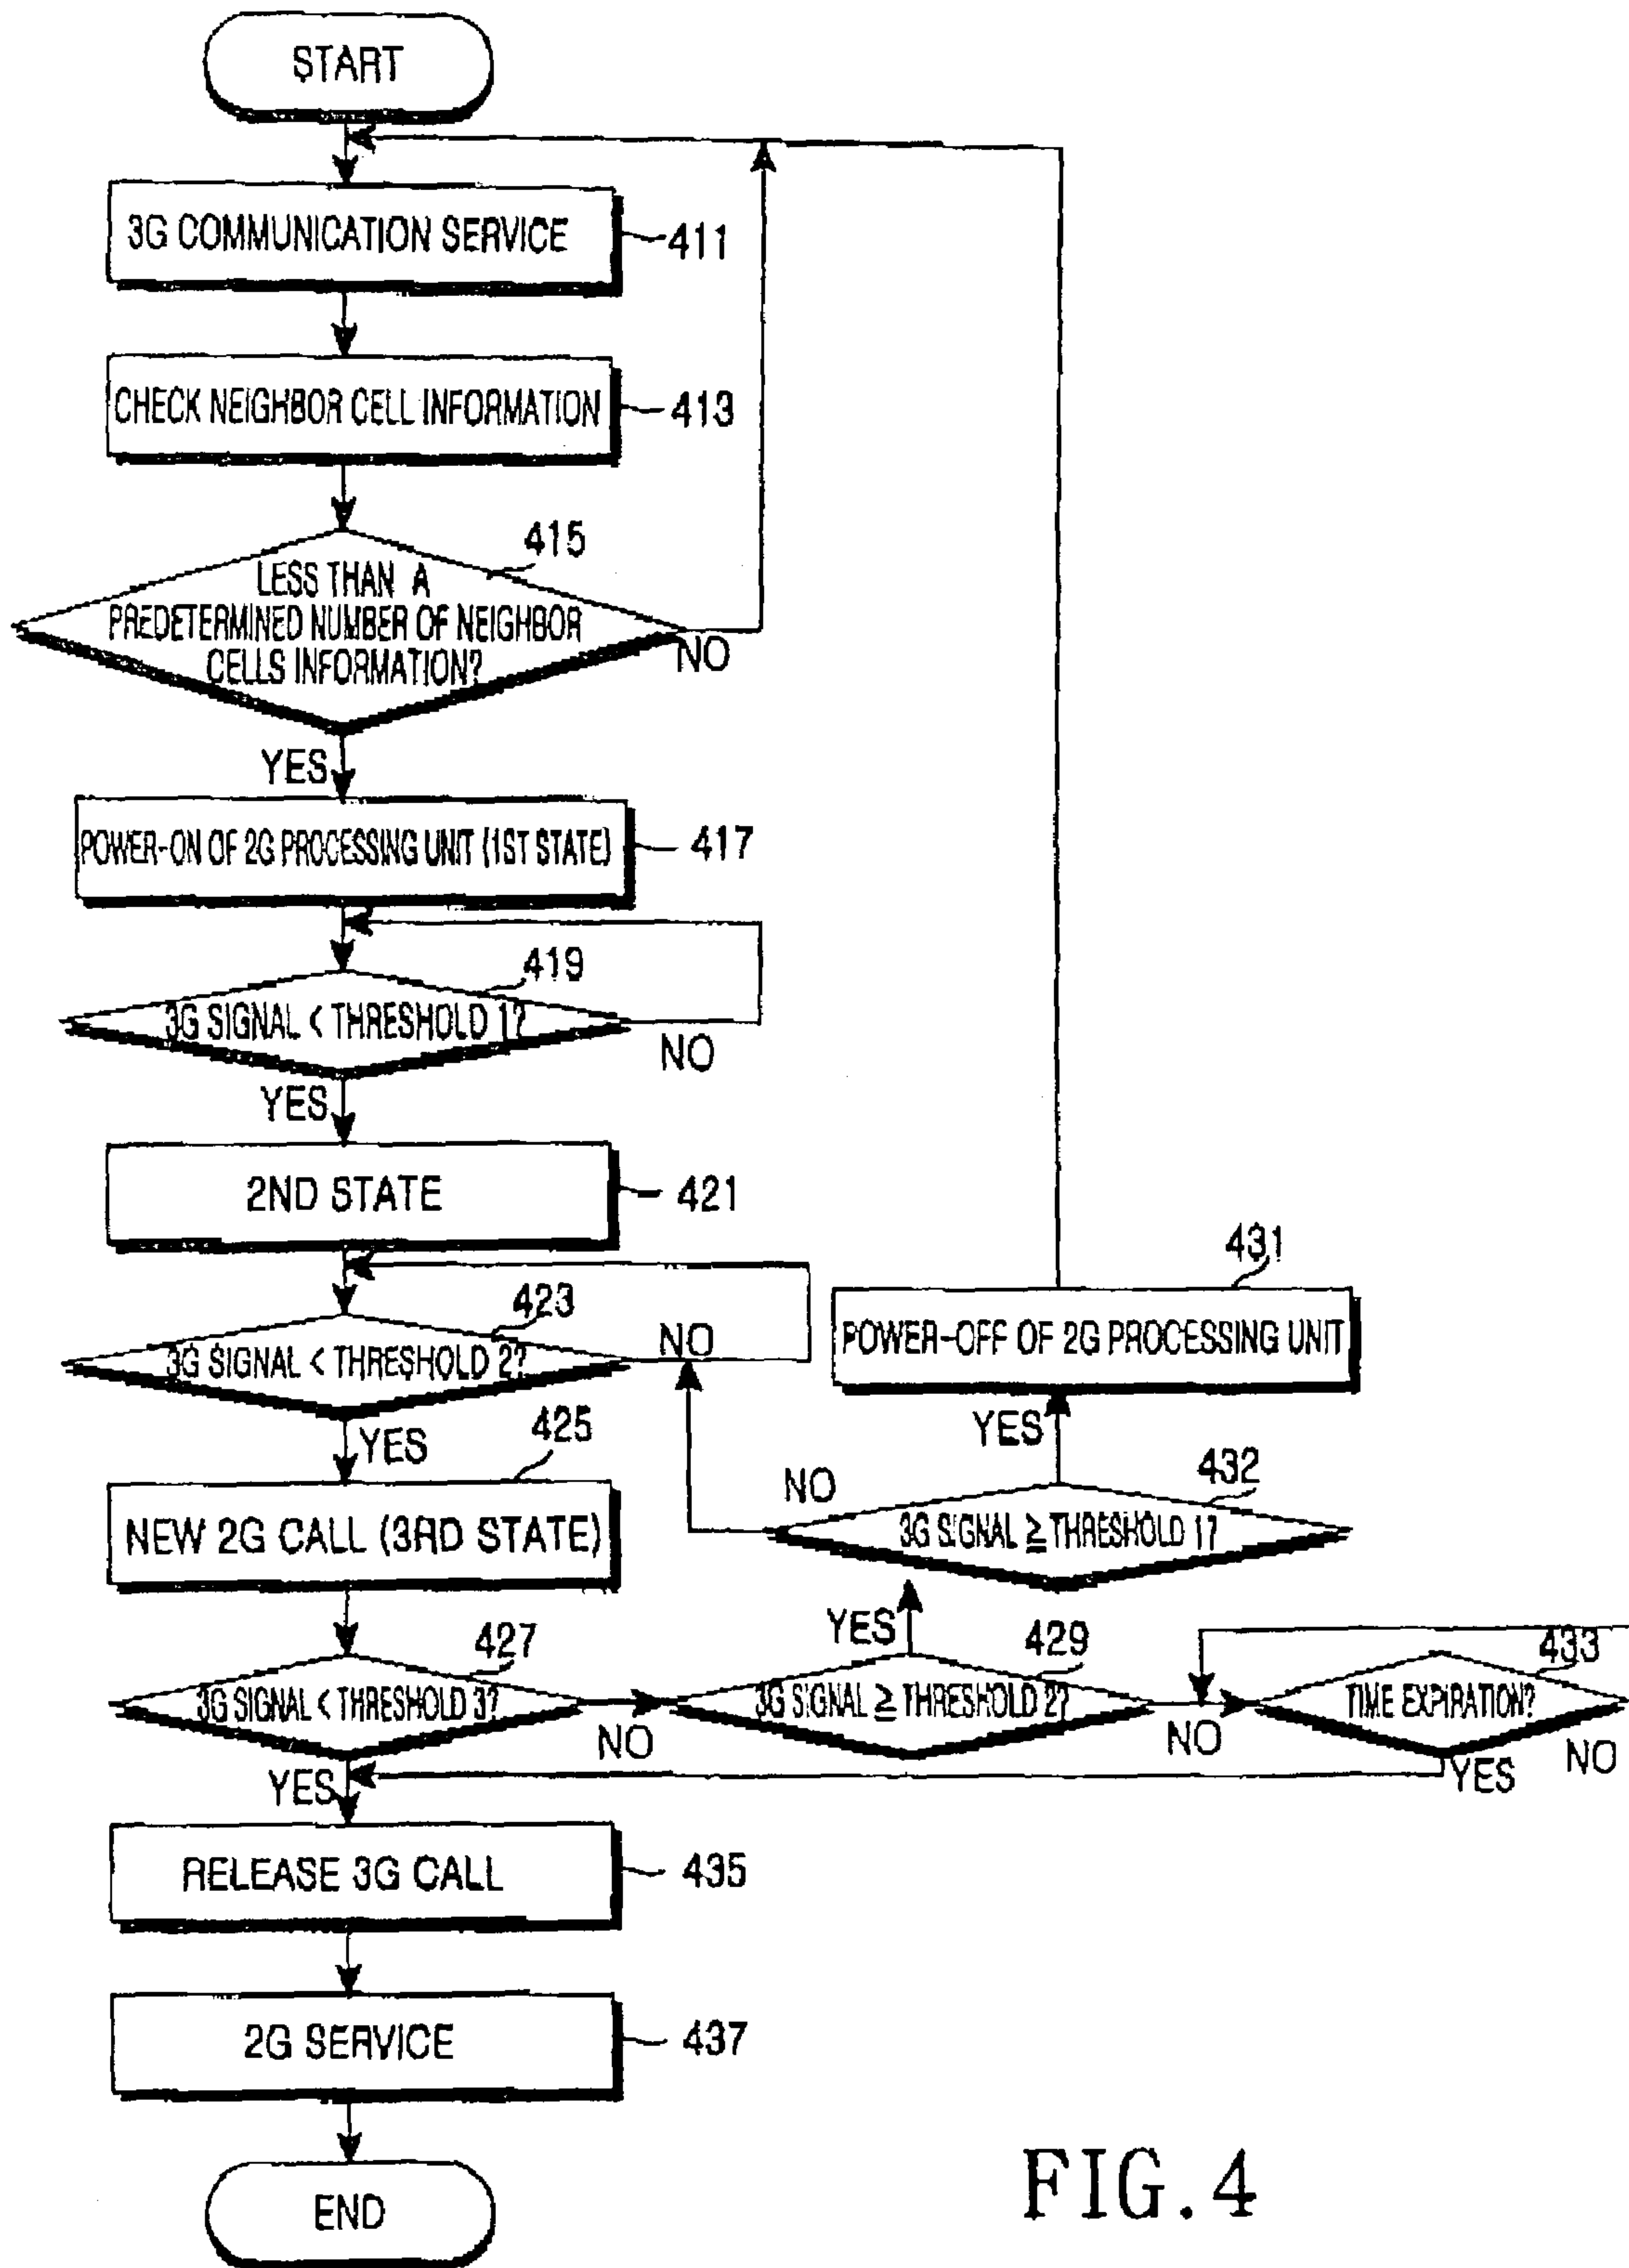 START
3G COMMUNICATION SERVICE
411
CHECK NEIGHBOR CELL INFORMATION
413
415
LESS THAN A
PREDETERMINED NUMBER OF NEIGHBOR
CELLS INFORMATION?
NO
YES
POWER-ON OF 2G PROCESSING UNIT (1ST STATE)
417
419
3G SIGNAL < THRESHOLD 1?
NO
YES
2ND STATE
421
423
3G SIGNAL < THRESHOLD 2?
NO
YES
431
POWER-OFF OF 2G PROCESSING UNIT
YES
425
NEW 2G CALL (3RD STATE)
432
NO
3G SIGNAL ≧ THRESHOLD 1?
427
3G SIGNAL < THRESHOLD 3?
NO
YES
YES
429
3G SIGNAL ≧ THRESHOLD 2?
NO
433
TIME EXPIRATION?
NO
YES
RELEASE 3G CALL
435
2G SERVICE
437
END
FIG. 4